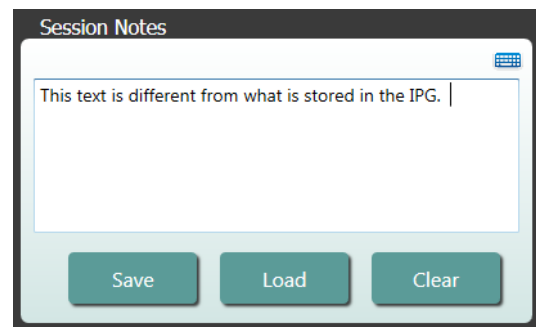 Session Notes
This text is different from what is stored in the IPG.
Save
Load
Clear